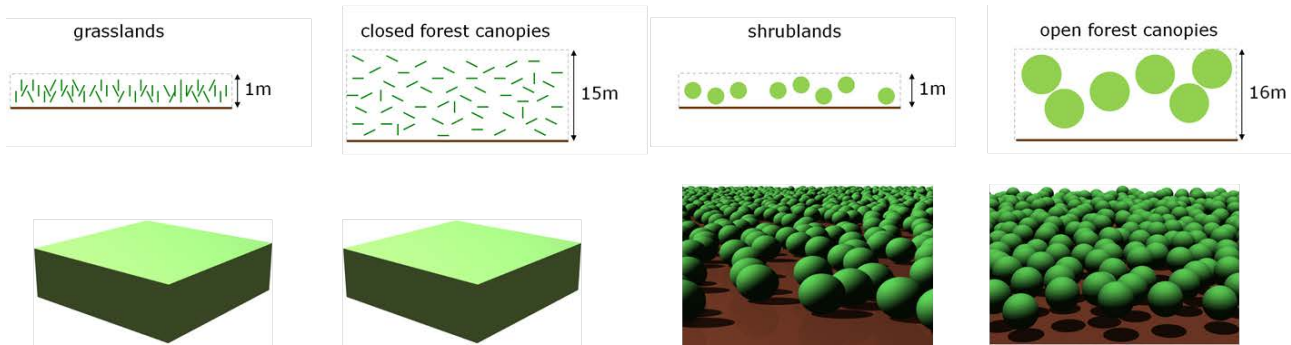 grasslands
closed forest canopies
shrublands
open forest canopies
1m
15m
1m
16m